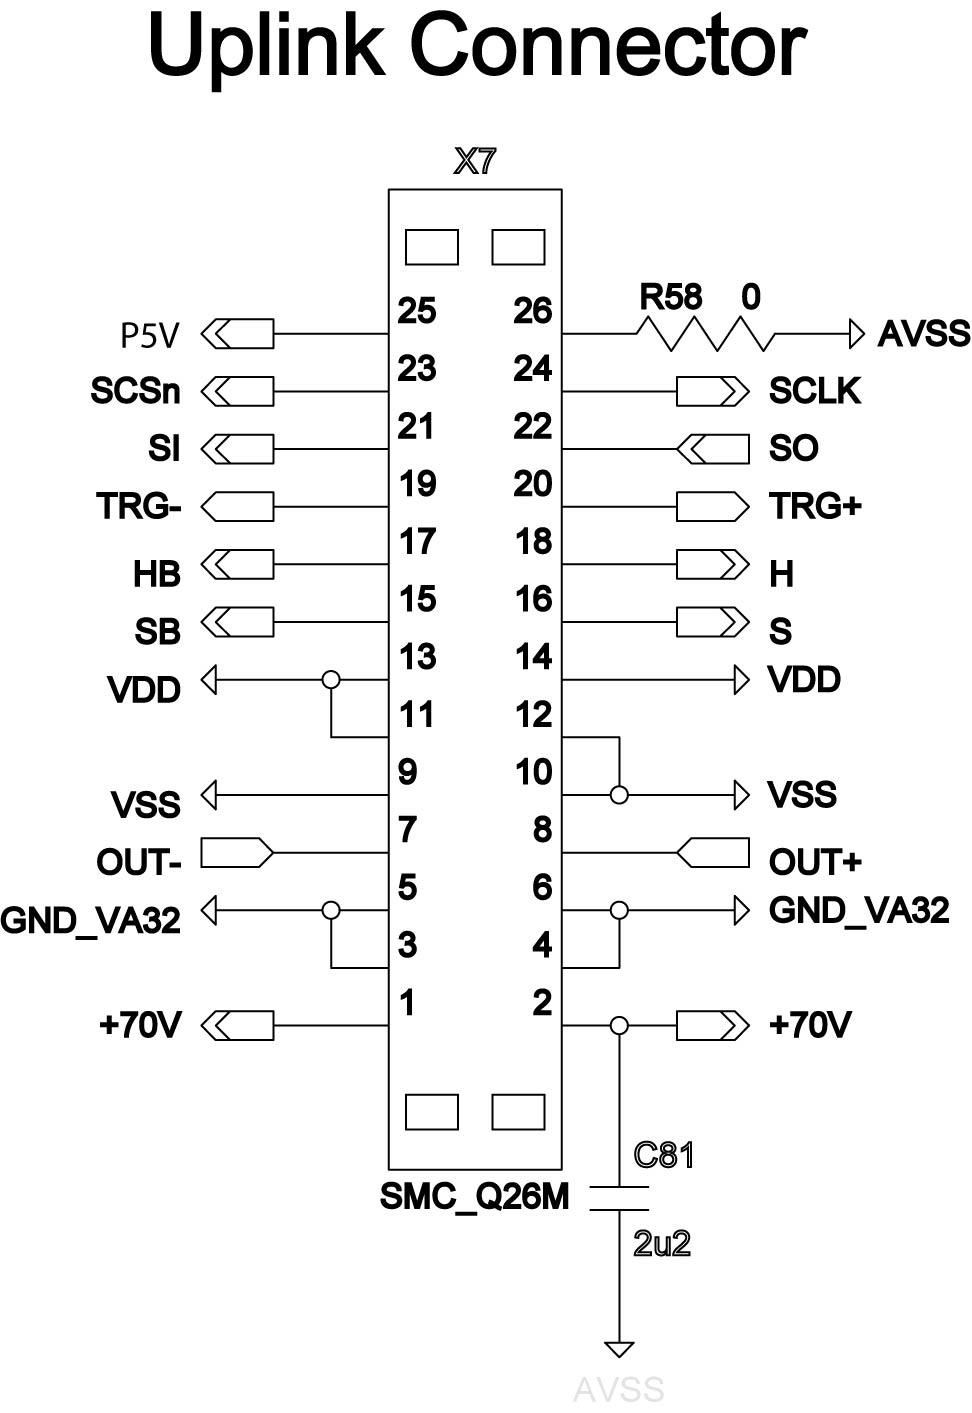 Uplink Connector
X7
R58 0
25 26
P5V AVSS
23 24
SCSn SCLK
21 22
SI SO
19 20
TRG- TRG+
17 18
HB H
15 16
SB S
13 14
VDD VDD
11 12
9 10
VSS VSS
7 8
OUT- OUT+
5 6
GND_VA32 GND_VA32
3 4
1 2
+70V +70V
C81
SMC_Q26M
2u2
AVSS